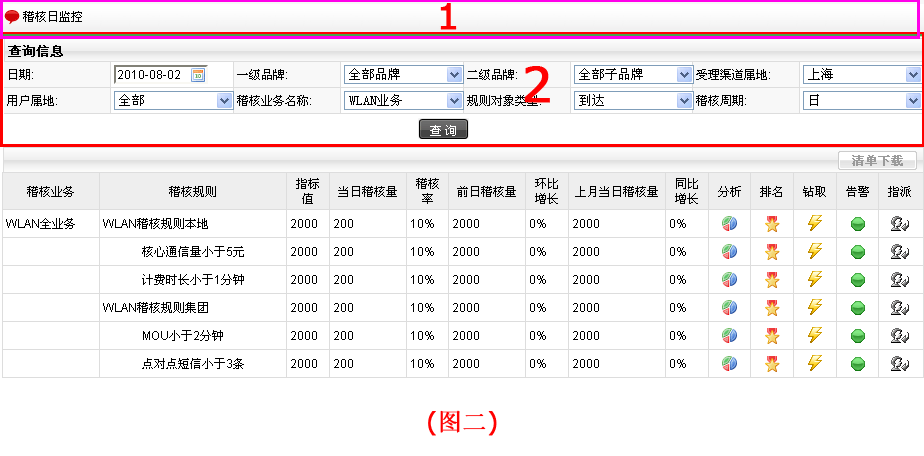 稽核日监控 1
查询信息
日期: 2010-08-02 一级品牌: 全部品牌 二级品牌: 全部子品牌 受理渠道属地: 上海
用户属地: 全部 稽核业务名称: WLAN业务 规则对象类型: 到达 稽核周期: 日
2
查 询
清单下载
稽核业务 稽核规则 指标值 当日稽核量 稽核率 前日稽核量 环比增长 上月当日稽核量 同比增长 分析 排名 钻取 告警 指派
WLAN全业务 WLAN稽核规则本地 2000 200 10% 2000 0% 2000 0%
核心通信量小于5元 2000 200 10% 2000 0% 2000 0%
计费时长小于1分钟 2000 200 10% 2000 0% 2000 0%
WLAN稽核规则集团 2000 200 10% 2000 0% 2000 0%
MOU小于2分钟 2000 200 10% 2000 0% 2000 0%
点对点短信小于3条 2000 200 10% 2000 0% 2000 0%
(图二)